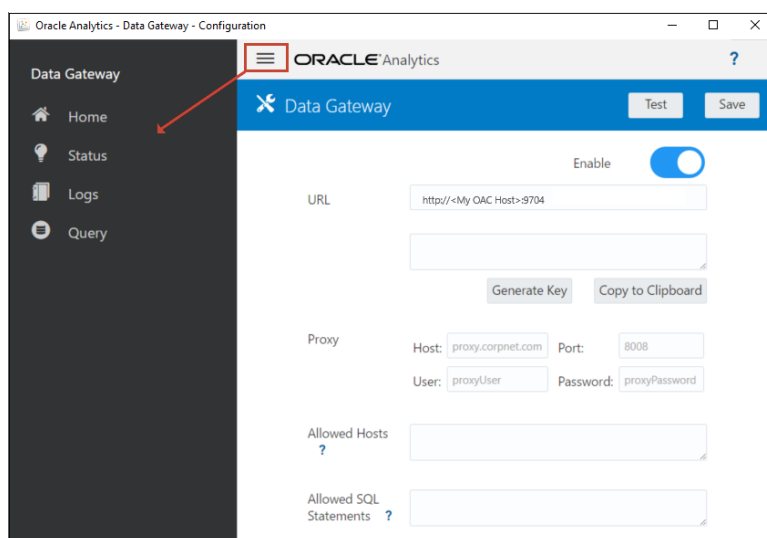 Oracle Analytics - Data Gateway - Configuration
Data Gateway
Home
Status
Logs
Query
ORACLE Analytics
?
Data Gateway
Test
Save
Enable
URL
http://<My OAC Host>:9704
Generate Key
Copy to Clipboard
Proxy
Host: proxy.corpnet.com Port: 8008
User: proxyUser Password: proxyPassword
Allowed Hosts
?
Allowed SQL
Statements ?